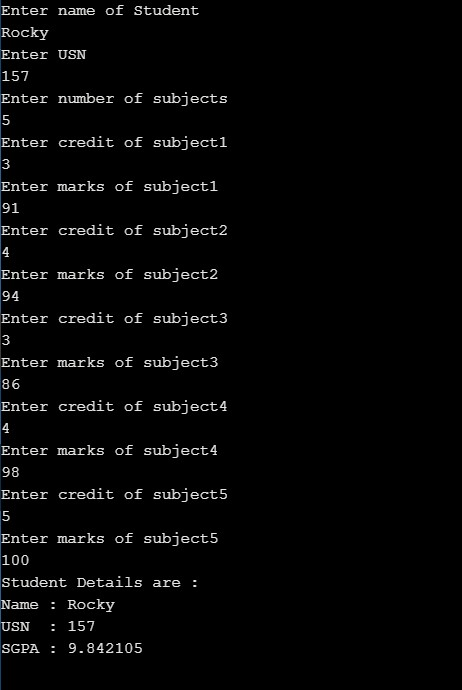 Enter name of Student
Rocky
Enter USN
157
Enter number of subjects
5
Enter credit of subject1
3
Enter marks of subject1
91
Enter credit of subject2
4
Enter marks of subject2
94
Enter credit of subject3
3
Enter marks of subject3
86
Enter credit of subject4
4
Enter marks of subject4
98
Enter credit of subject5
5
Enter marks of subject5
100
Student Details are :
Name : Rocky
USN  : 157
SGPA : 9.842105